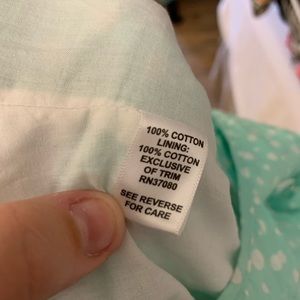 100% COTTON
LINING:
100% COTTON
EXCLUSIVE
OF TRIM
RN37080
SEE REVERSE
FOR CARE